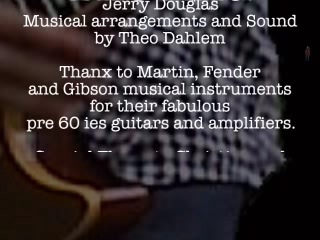 Jerry Douglas
Musical arrangements and Sound
by Theo Dahlem
Thanx to Martin, Fender
and Gibson musical instruments
for their fabulous
pre 60 ies guitars and amplifiers.